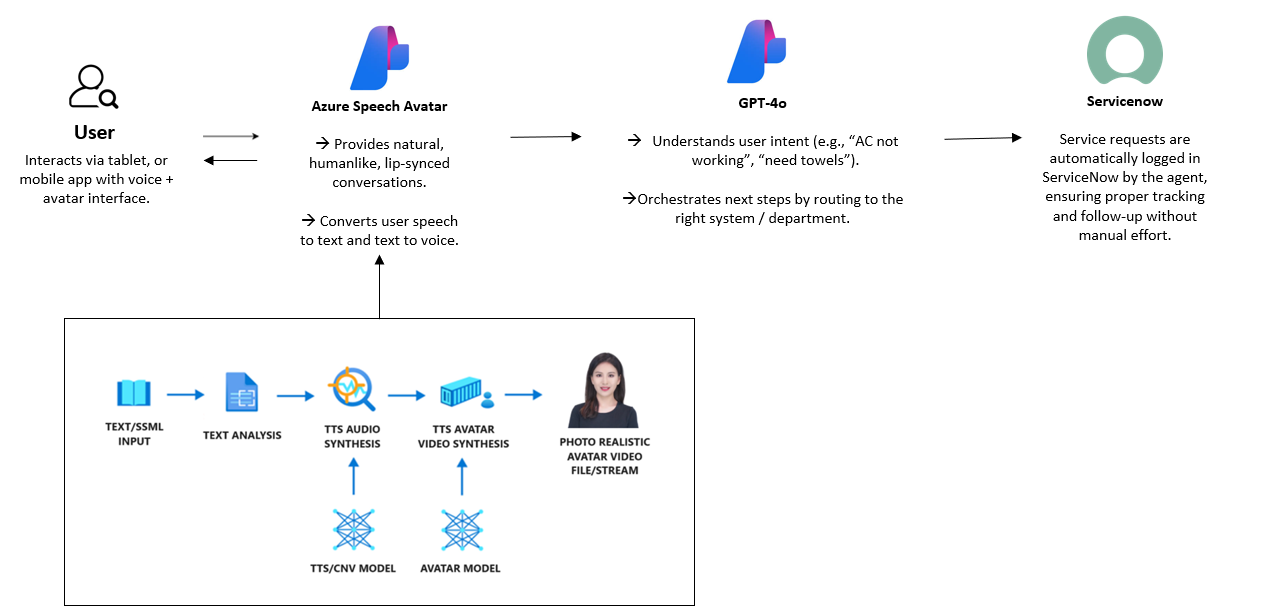 User
Interacts via tablet, or
mobile app with voice +
avatar interface.
Azure Speech Avatar
→ Provides natural,
humanlike, lip-synced
conversations.
→ Converts user speech
to text and text to voice.
GPT-4o
→ Understands user intent (e.g., “AC not
working”, “need towels”).
→Orchestrates next steps by routing to the
right system / department.
Servicenow
Service requests are
automatically logged in
ServiceNow by the agent,
ensuring proper tracking
and follow-up without
manual effort.
TEXT/SSML
INPUT
TEXT ANALYSIS
TTS AUDIO
SYNTHESIS
TTS AVATAR
VIDEO SYNTHESIS
PHOTO REALISTIC
AVATAR VIDEO
FILE/STREAM
TTS/CNV MODEL
AVATAR MODEL